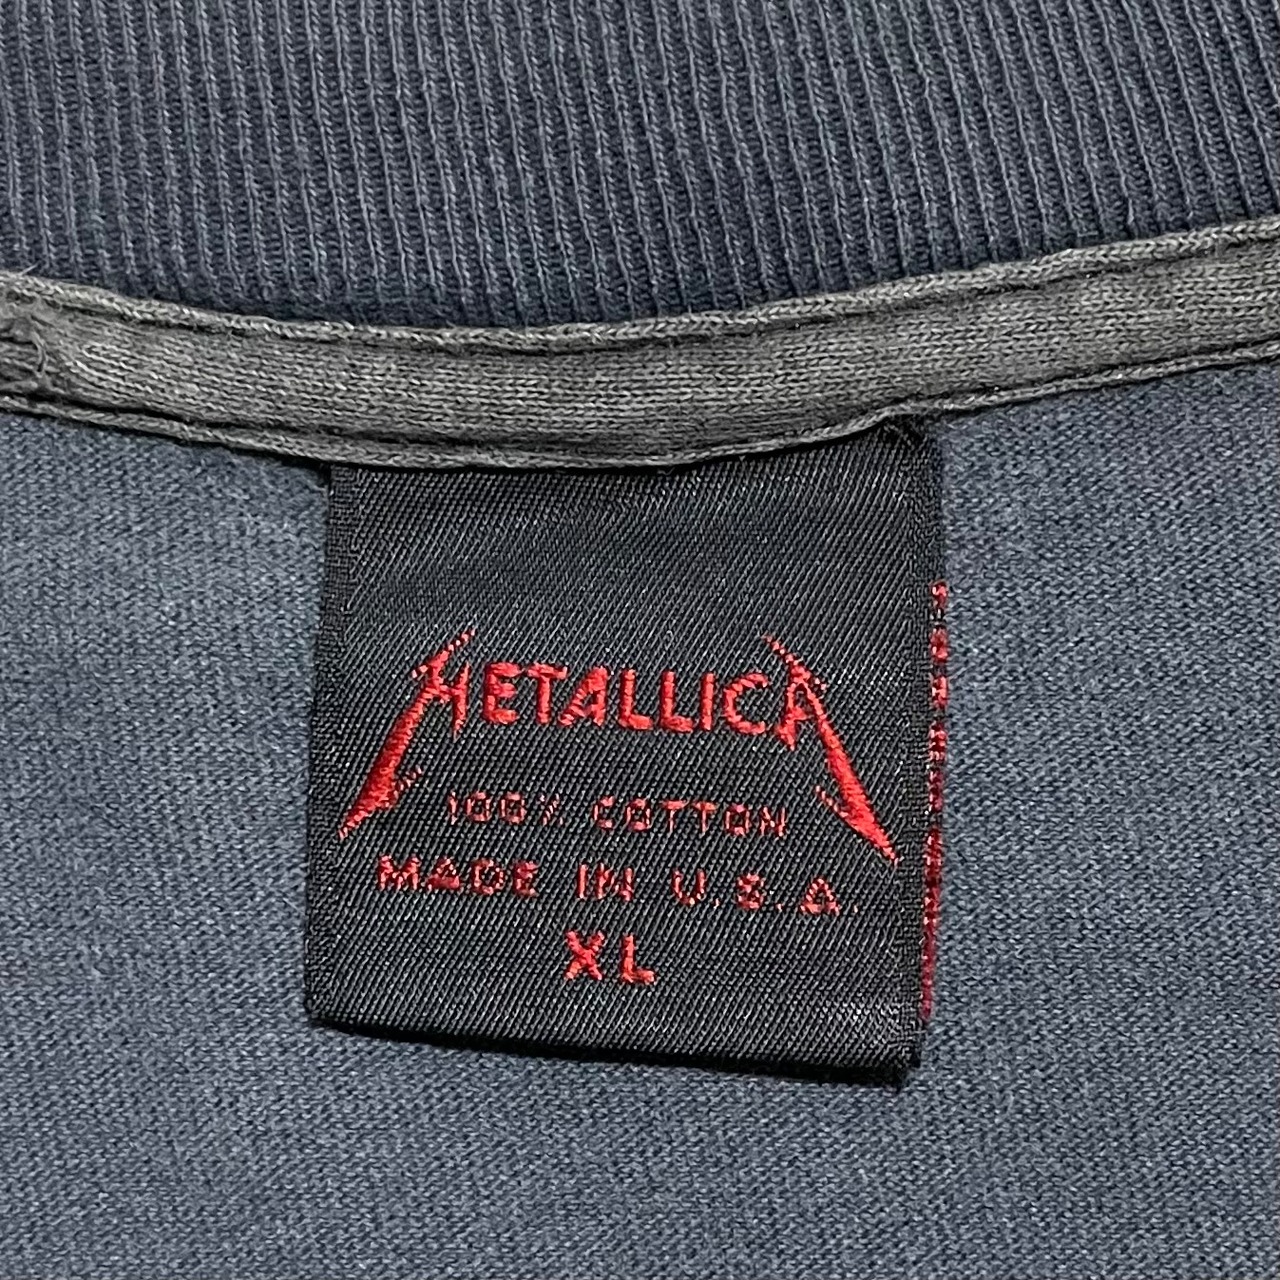 METALLICA
100% COTTON
MADE IN U.S.A.
XL